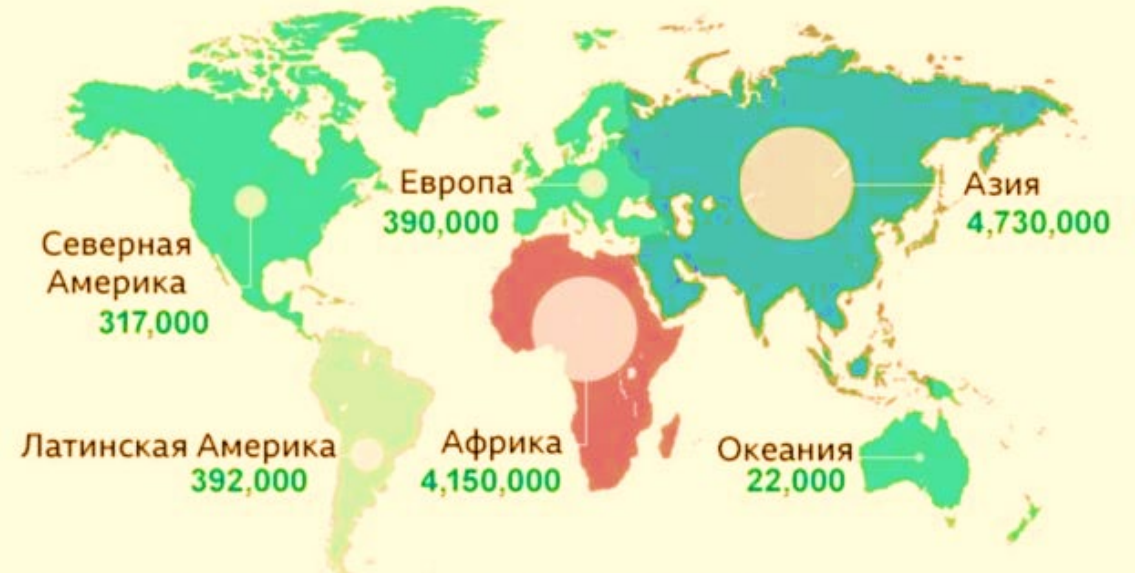 Европа
390,000
Азия
4,730,000
Северная
Америка
317,000
Латинская Америка
392,000
Африка
4,150,000
Океания
22,000